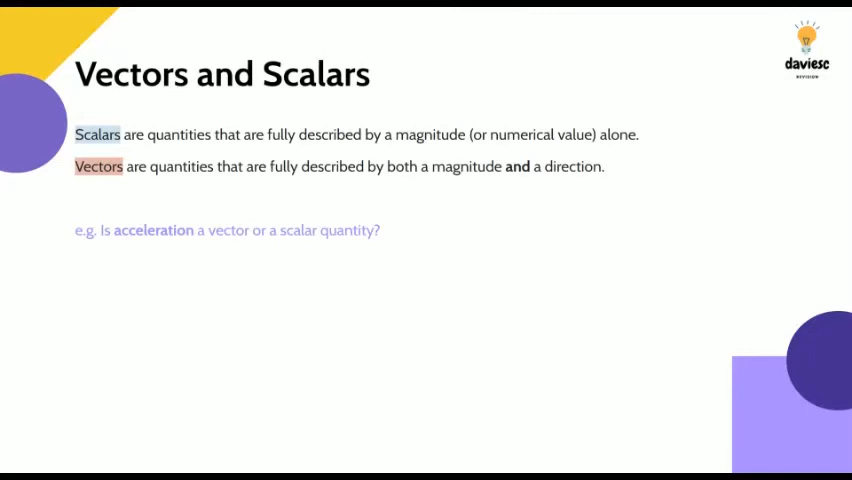 daviesc
REVISION
Vectors and Scalars
Scalars are quantities that are fully described by a magnitude (or numerical value) alone.
Vectors are quantities that are fully described by both a magnitude and a direction.
e.g. Is acceleration a vector or a scalar quantity?